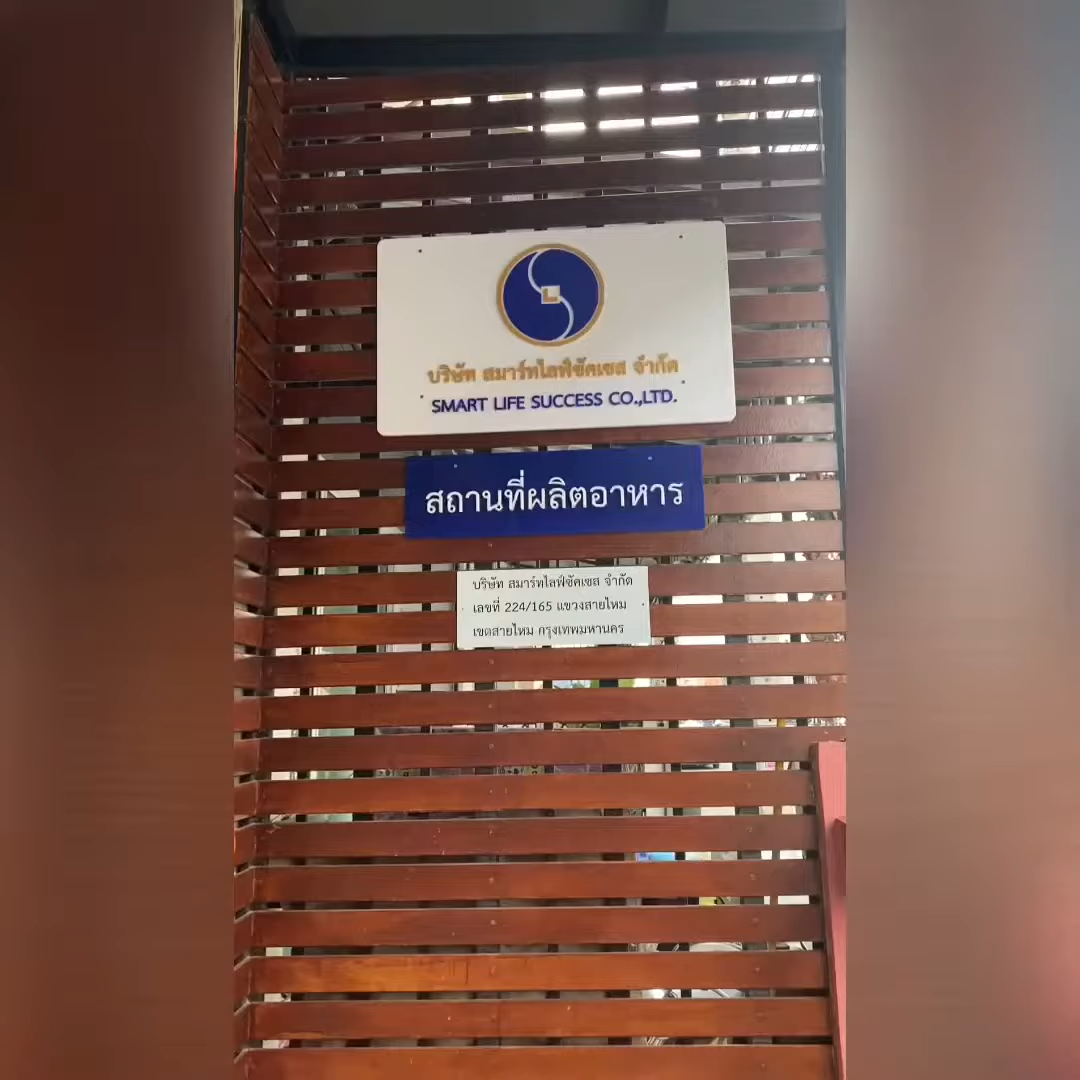 บริษัท สมาร์ทไลฟ์ซัคเซส จำกัด
SMART LIFE SUCCESS CO.,LTD.
สถานที่ผลิตอาหาร
บริษัท สมาร์ทไลฟ์ซัคเซส จำกัด
เลขที่ 224/165 แขวงสายไหม
เขตสายไหม กรุงเทพมหานคร